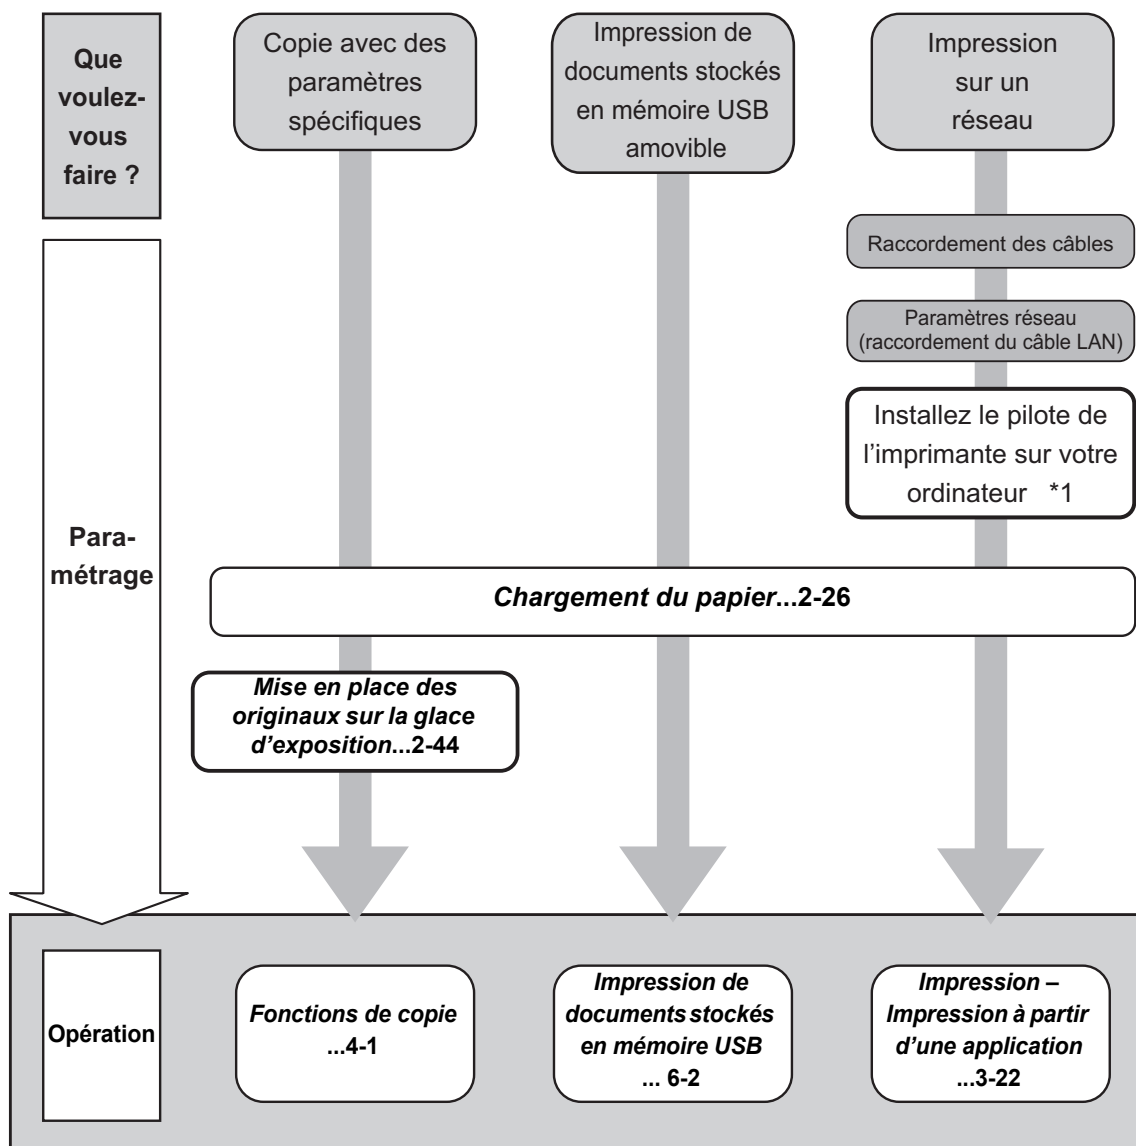 Que
voulez-
vous
faire ?
Copie avec des
paramètres
spécifiques
Impression de
documents stockés
en mémoire USB
amovible
Impression
sur un
réseau
Raccordement des câbles
Paramètres réseau
(raccordement du câble LAN)
Installez le pilote de
l’imprimante sur votre
ordinateur *1
Para-
métrage
Chargement du papier...2-26
Mise en place des
originaux sur la glace
d’exposition...2-44
Opération
Fonctions de copie
...4-1
Impression de
documents stockés
en mémoire USB
... 6-2
Impression –
Impression à partir
d’une application
...3-22